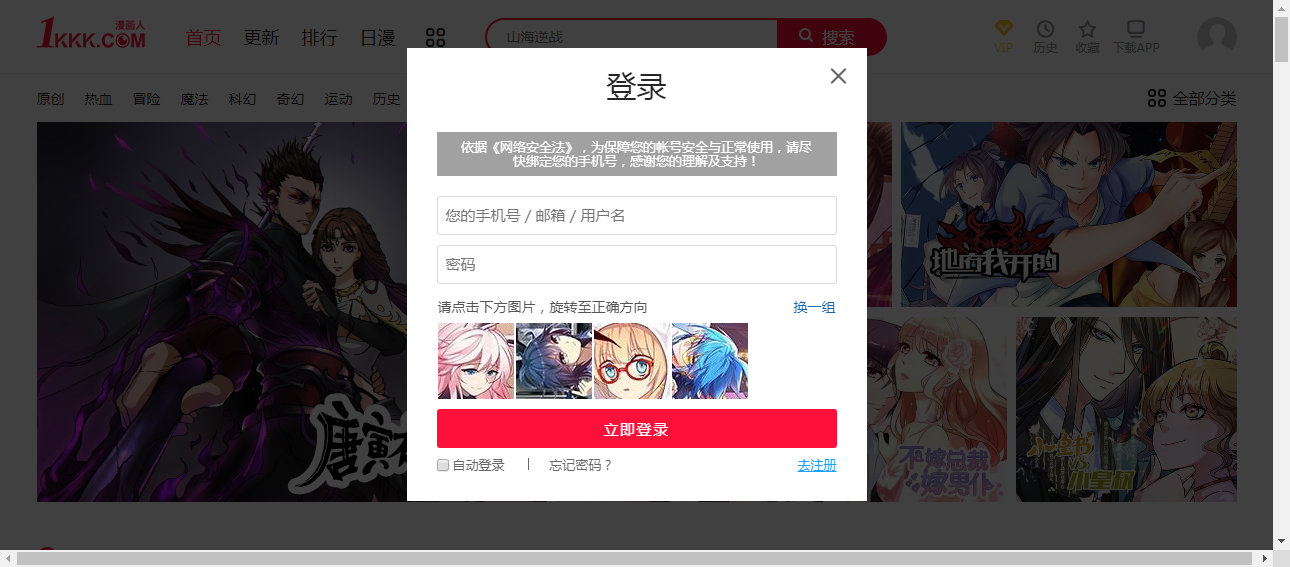 漫画人
1KKK.COM
首页 更新 排行 日漫
山海逆战
搜索
VIP 历史 收藏 下载APP
原创 热血 冒险 魔法 科幻 奇幻 运动 历史
全部分类
登录
依据《网络安全法》，为保障您的帐号安全与正常使用，请尽
快绑定您的手机号，感谢您的理解及支持！
您的手机号 / 邮箱 / 用户名
密码
请点击下方图片，旋转至正确方向 换一组
立即登录
自动登录 | 忘记密码？ 去注册
地府我开的
唐寅
不嫁总裁
嫁男仆